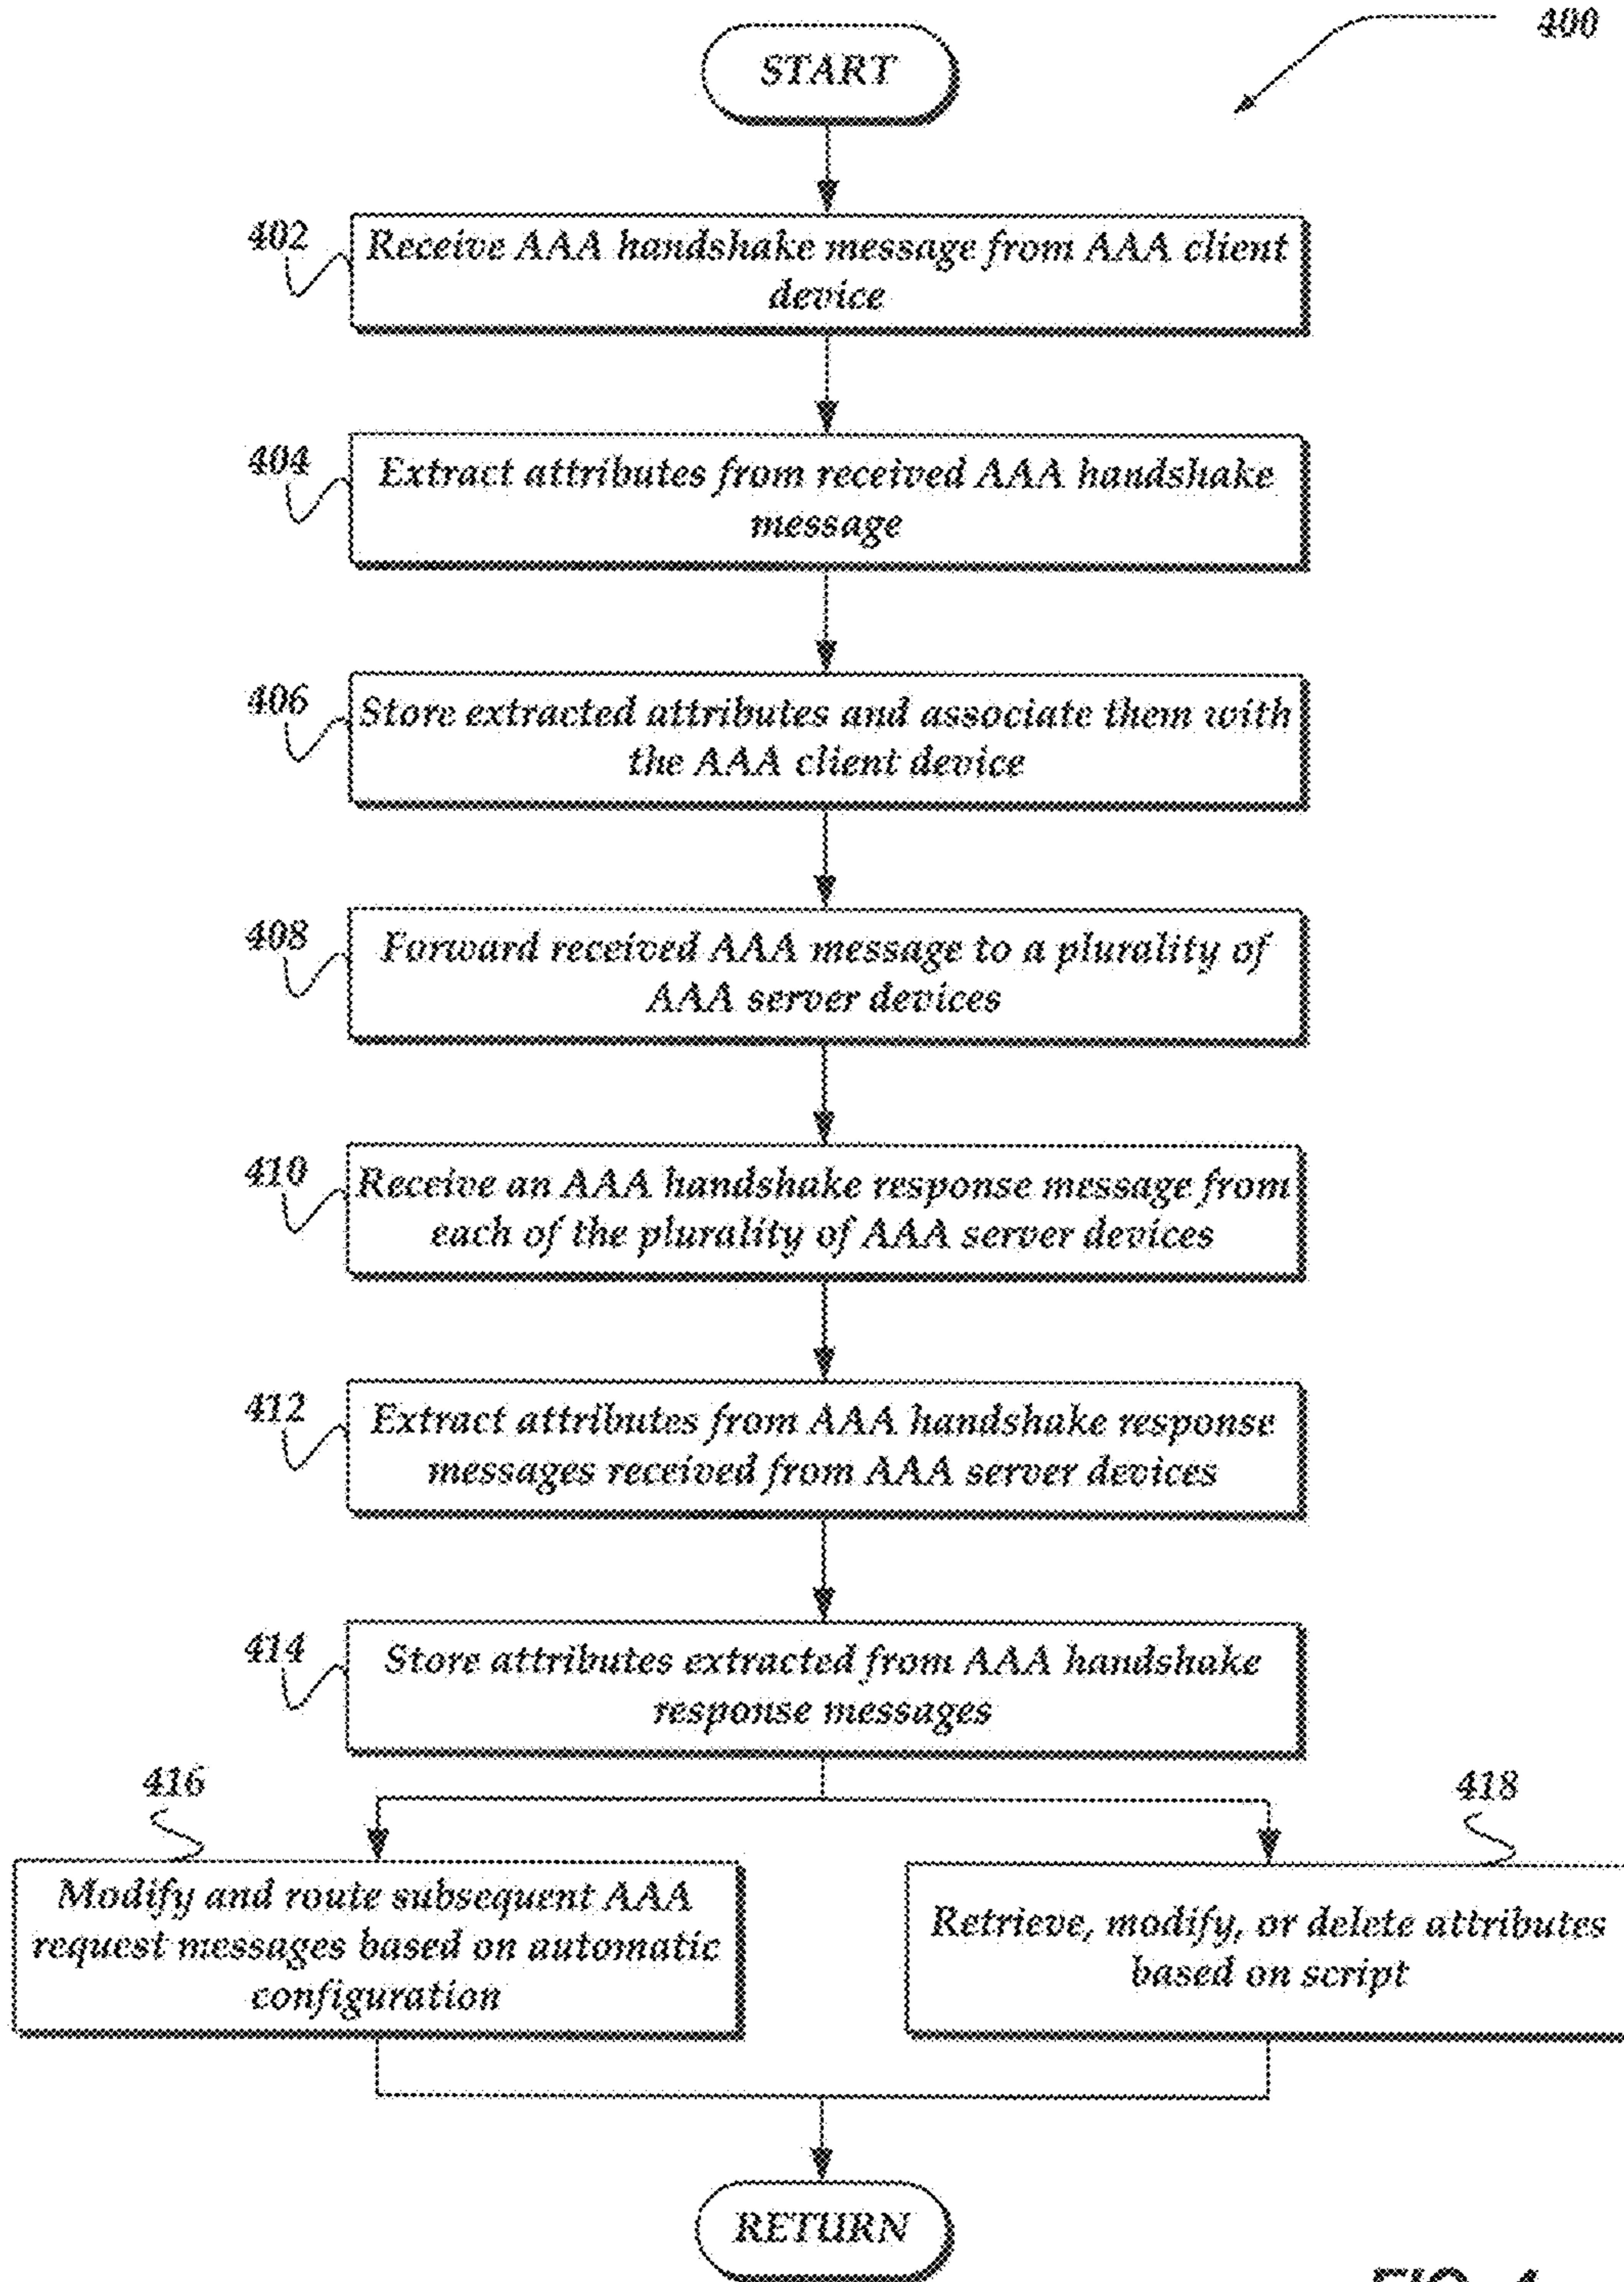 400
START
402
Receive AAA handshake message from AAA client
device
404
Extract attributes from received AAA handshake
message
406
Store extracted attributes and associate them with
the AAA client device
408
Forward received AAA message to a plurality of
AAA server devices
410
Receive an AAA handshake response message from
each of the plurality of AAA server devices
412
Extract attributes from AAA handshake response
messages received from AAA server devices
414
Store attributes extracted from AAA handshake
response messages
416
418
Modify and route subsequent AAA
request messages based on automatic
configuration
Retrieve, modify, or delete attributes
based on script
RETURN